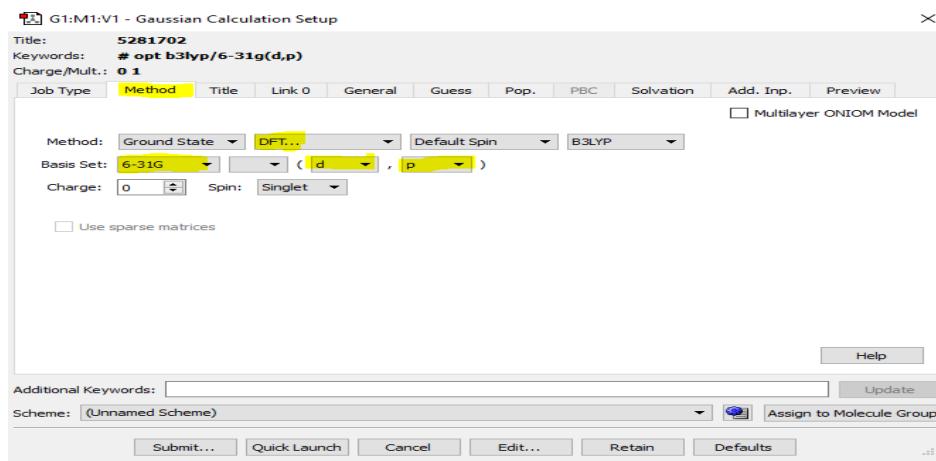 G1:M1:V1 - Gaussian Calculation Setup
Title: 5281702
Keywords: # opt b3lyp/6-31g(d,p)
Charge/Mult.: 0 1
Job Type Method Title Link 0 General Guess Pop. PBC Solvation Add. Inp. Preview
Multilayer ONIOM Model
Method: Ground State DFT... Default Spin B3LYP
Basis Set: 6-31G ( d , p )
Charge: 0 Spin: Singlet
Use sparse matrices
Help
Additional Keywords: Update
Scheme: (Unnamed Scheme) Assign to Molecule Group
Submit... Quick Launch Cancel Edit... Retain Defaults